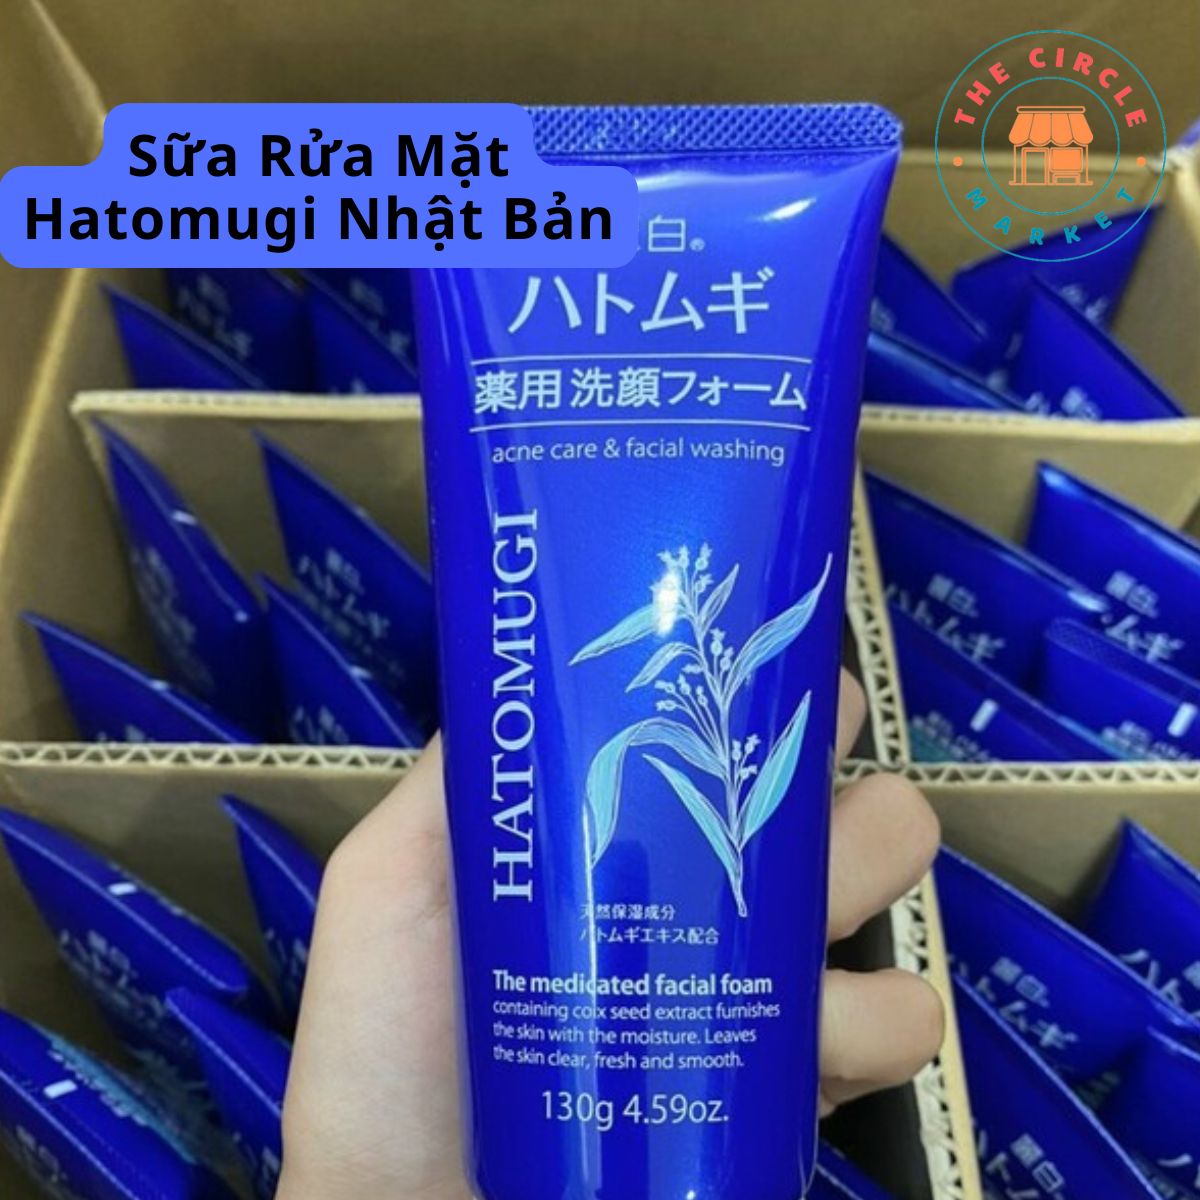 THE CIRCLE
MARKET
Sữa Rửa Mặt
Hatomugi Nhật Bản
白®
ハトムギ
薬用 洗顔フォーム
acne care & facial washing
HATOMUGI
天然保湿成分
ハトムギエキス配合
The medicated facial foam
containing coix seed extract furnishes
the skin with the moisture. Leaves
the skin clear, fresh and smooth.
130g 4.59oz.